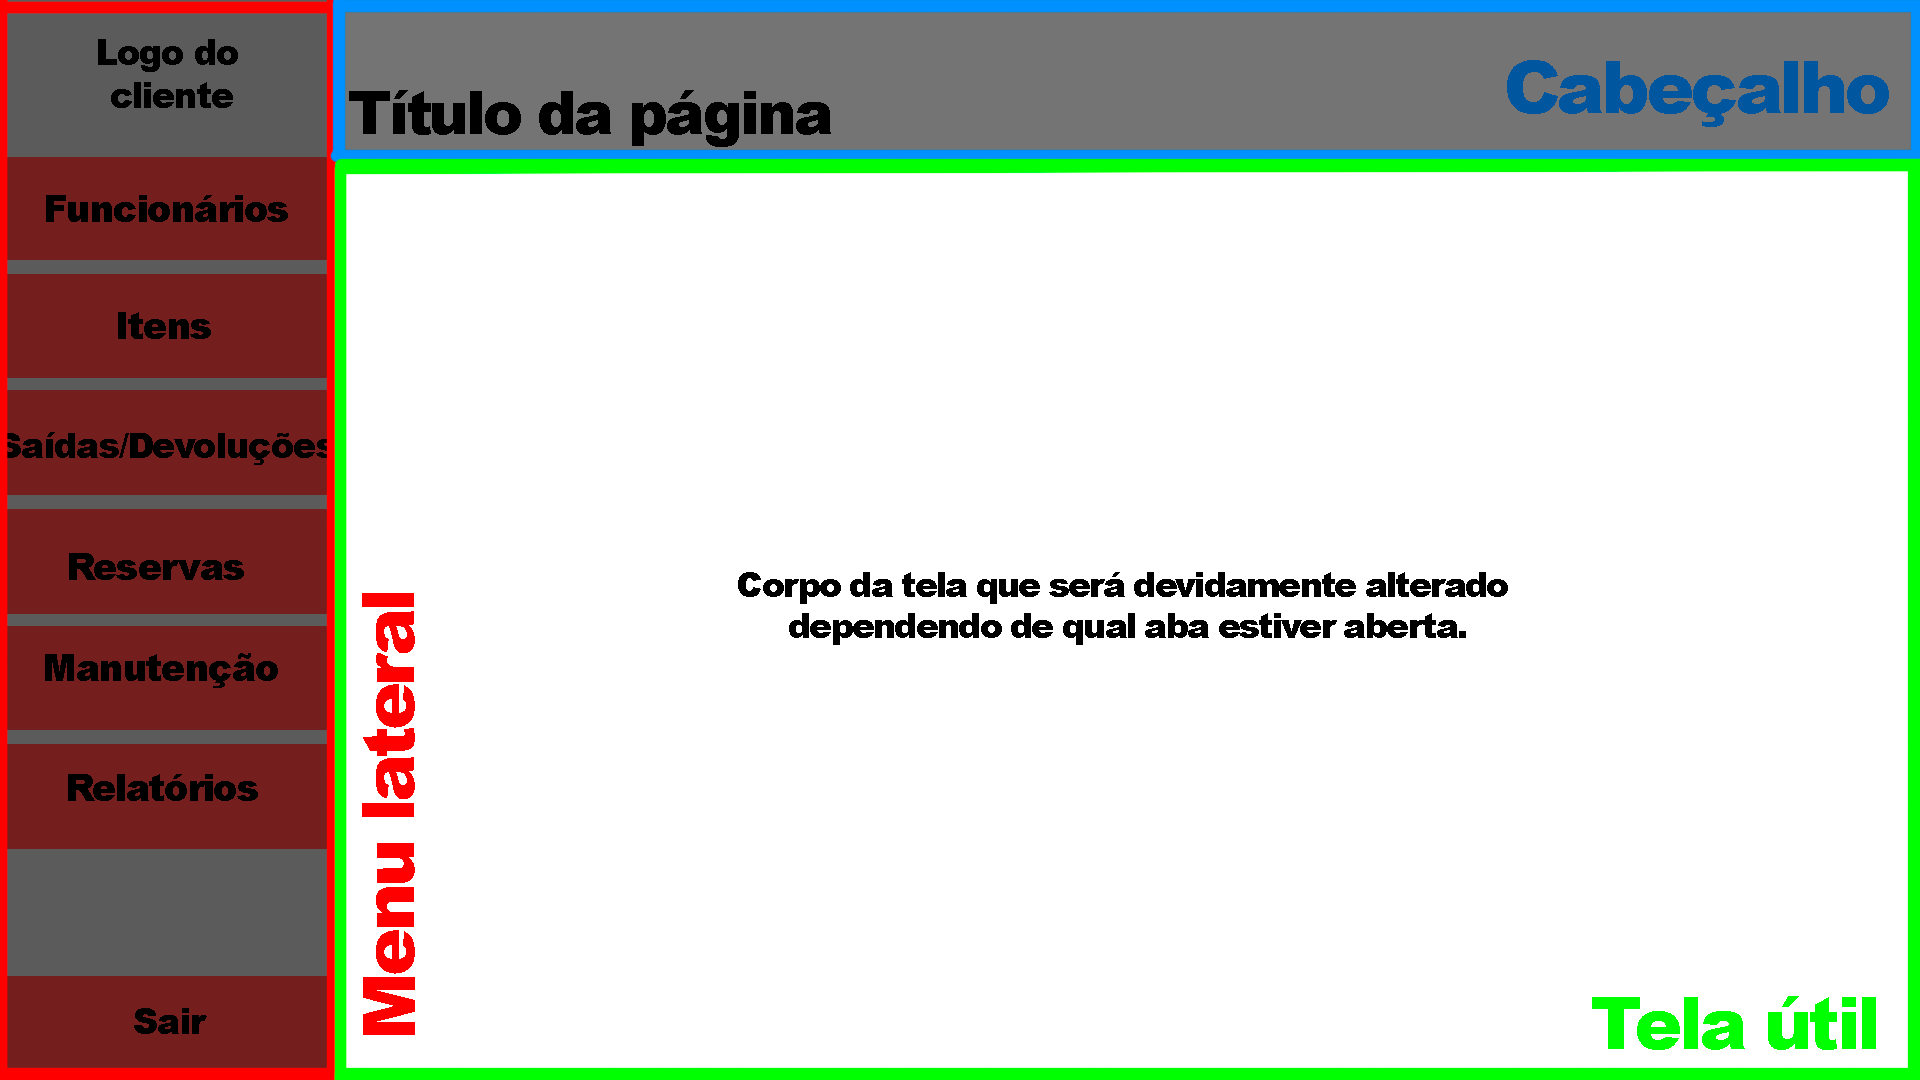 Logo do
cliente
Funcionários
Itens
Saídas/Devoluções
Reservas
Manutenção
Relatórios
Sair
Título da página
Cabeçalho
Menu lateral
Corpo da tela que será devidamente alterado
dependendo de qual aba estiver aberta.
Tela útil